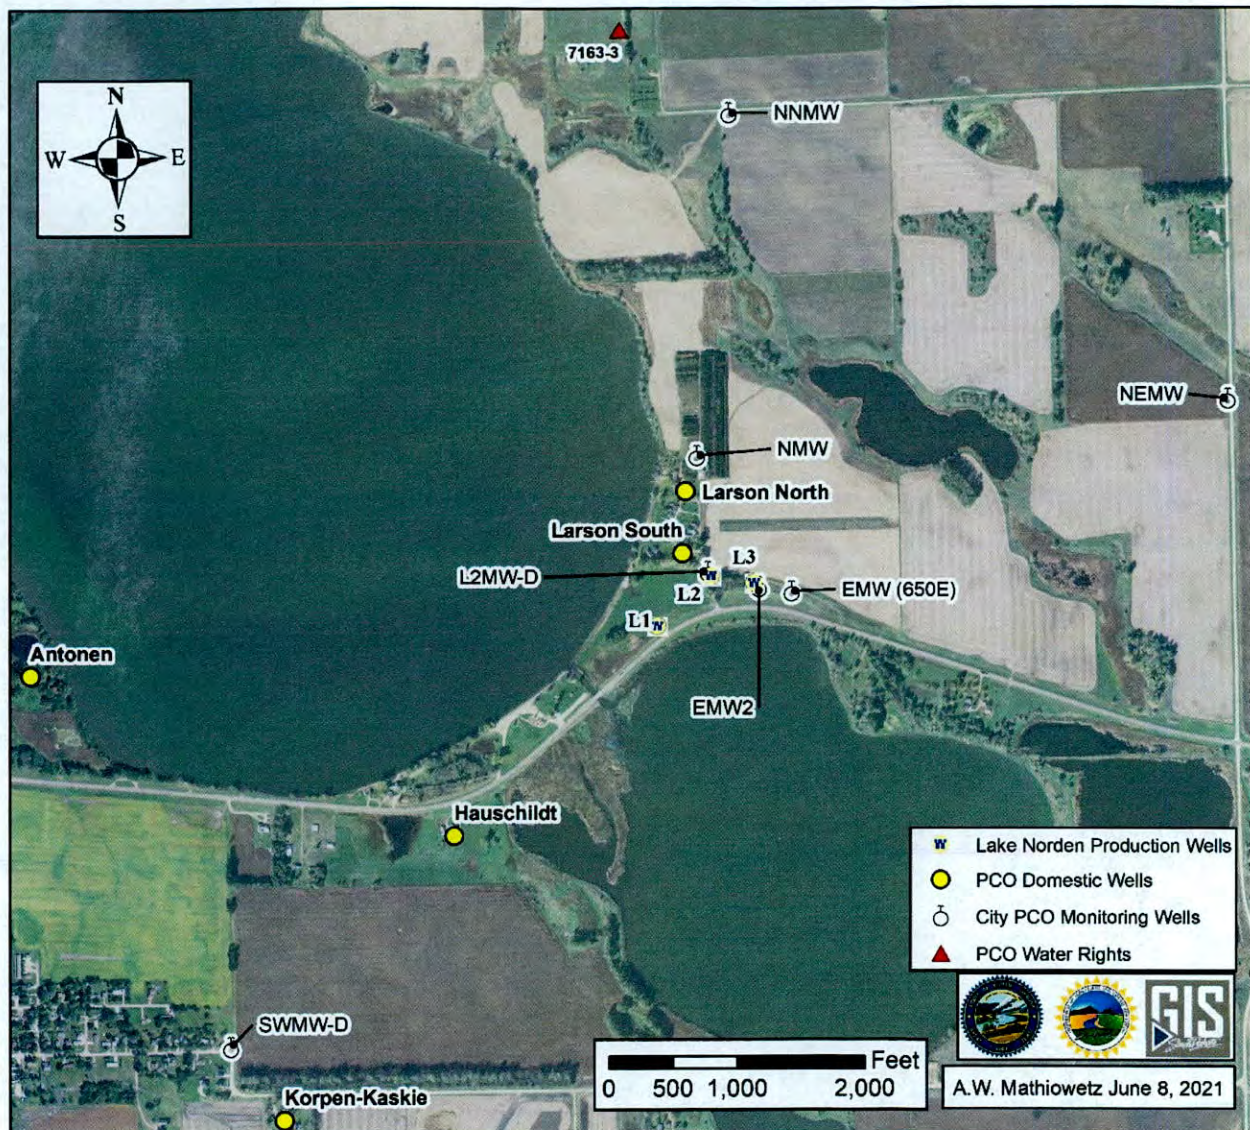 7163-3
N
W E
S
NNMW
NEMW
NMW
Larson North
Larson South
L3
L2MW-D
L2
EMW (650E)
L1
Antonen
EMW2
Hauschildt
W Lake Norden Production Wells
PCO Domestic Wells
City PCO Monitoring Wells
PCO Water Rights
SWMW-D
Feet
0 500 1,000 2,000
GIS
A.W. Mathiowetz June 8, 2021
Korpen-Kaskie